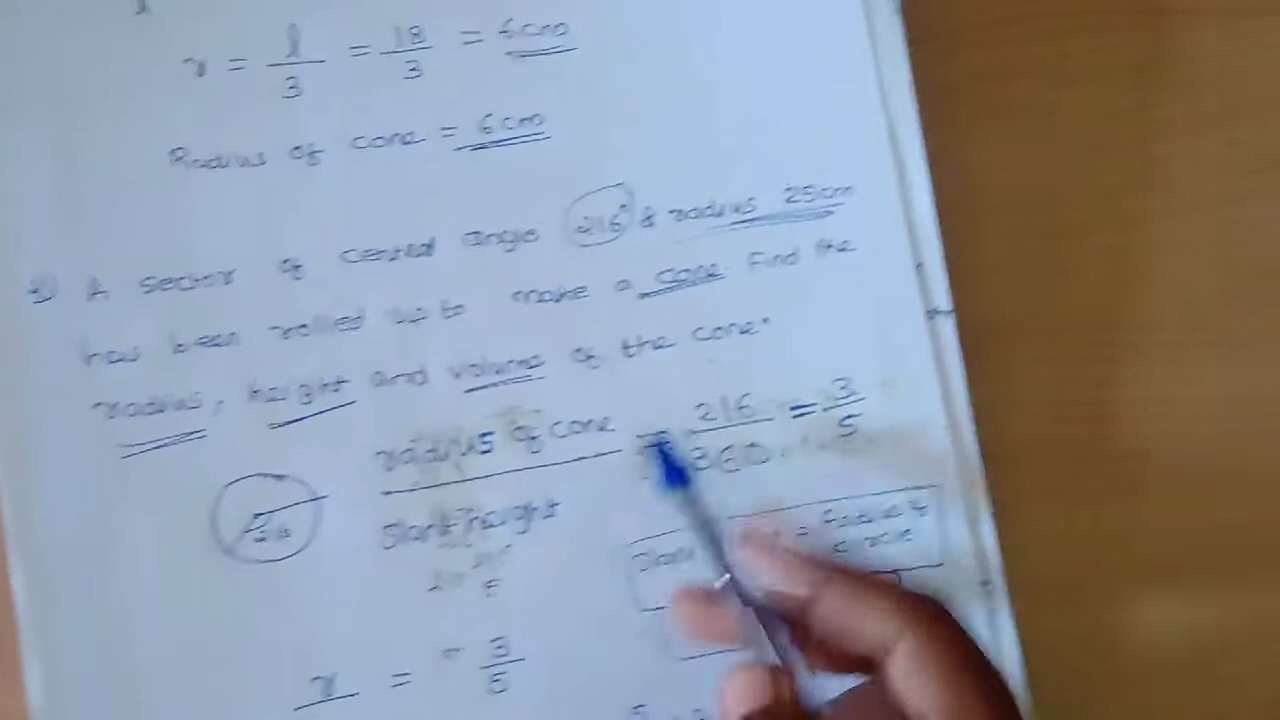 r = l/3 = 18/3 = 6cm
Radius of cone = 6cm
A sector of central angle 216° & radius 25cm
has been rolled up to make a cone. Find the
radius, height and volume of the cone.
radius of cone / slant height = 216/360 = 3/5
= radius of
r = 3/5